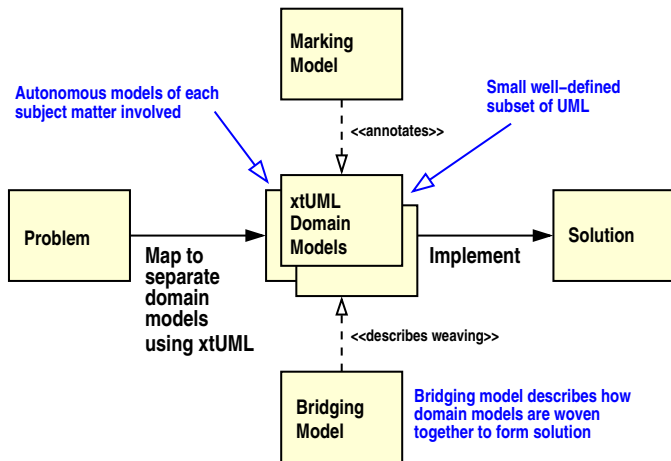 Marking
Model
Autonomous models of each
subject matter involved
Small well–defined
subset of UML
<<annotates>>
xtUML
Domain
Models
Problem
Map to
separate
domain
models
using xtUML
Implement
Solution
<<describes weaving>>
Bridging
Model
Bridging model describes how
domain models are woven
together to form solution